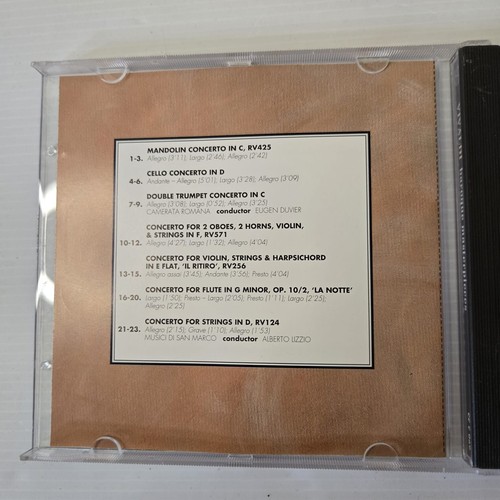 MANDOLIN CONCERTO IN C, RV425
1-3. Allegro (3'11); Largo (2'46); Allegro (2'42)
CELLO CONCERTO IN D
4-6. Andante – Allegro (5'01); Largo (3'28); Allegro (3'09)
DOUBLE TRUMPET CONCERTO IN C
7-9. Allegro (3'08); Largo (0'52); Allegro (3'25)
CAMERATA ROMANA conductor EUGEN DUVIER
CONCERTO FOR 2 OBOES, 2 HORNS, VIOLIN,
& STRINGS IN F, RV571
10-12. Allegro (4'27); Largo (1'32); Allegro (4'04)
CONCERTO FOR VIOLIN, STRINGS & HARPSICHORD
IN E FLAT, 'IL RITIRO', RV256
13-15. Allegro assai (3'45); Andante (3'56); Presto (4'04)
CONCERTO FOR FLUTE IN G MINOR, OP. 10/2, 'LA NOTTE'
16-20. Largo (1'50); Presto – Largo (2'05); Presto (1'11); Largo (2'25);
Allegro (2'25)
CONCERTO FOR STRINGS IN D, RV124
21-23. Allegro (2'15); Grave (1'10); Allegro (1'53)
MUSICI DI SAN MARCO conductor ALBERTO LIZZIO